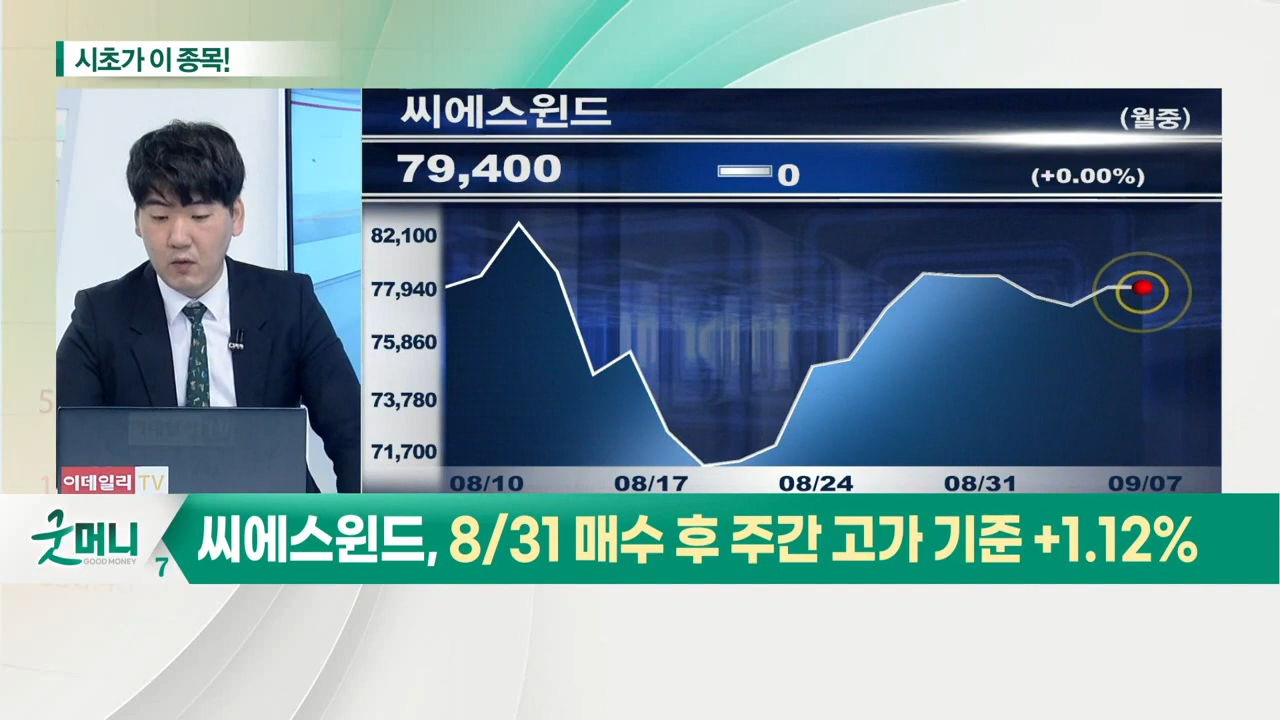 시초가 이 종목!
씨에스윈드
(월중)
79,400
0
(+0.00%)
82,100
77,940
75,860
73,780
71,700
08/10
08/17
08/24
08/31
09/07
이데일리 TV
굿머니
GOOD MONEY
7
씨에스윈드, 8/31 매수 후 주간 고가 기준 +1.12%
5